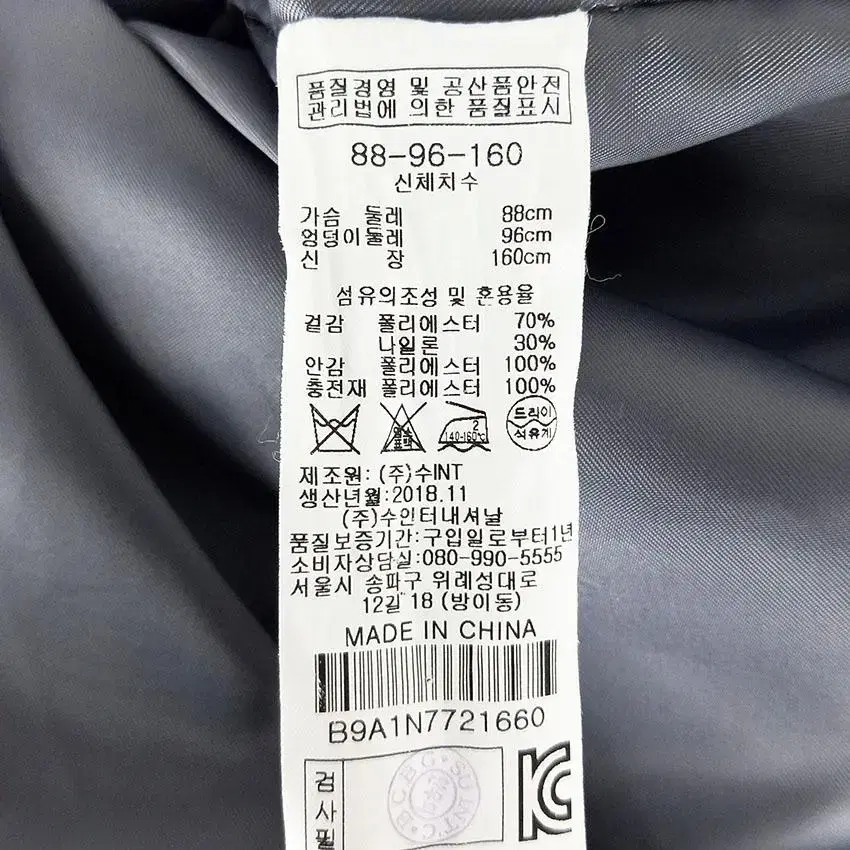 품질경영 및 공산품안전
관리법에 의한 품질표시
88-96-160
신체치수
가슴 둘레 88cm
엉덩이둘레 96cm
신 장 160cm
섬유의조성 및 혼용율
겉감 폴리에스터 70%
나일론 30%
안감 폴리에스터 100%
충전재 폴리에스터 100%
염소표백
2
140-160℃
드라이
석유계
제조원: (주)수INT
생산년월:2018.11
(주)수인터내셔날
품질보증기간:구입일로부터1년
소비자상담실:080-990-5555
서울시 송파구 위례성대로
12길 18 (방이동)
MADE IN CHINA
B9A1N7721660
검사필
BCBG·SUINT'C